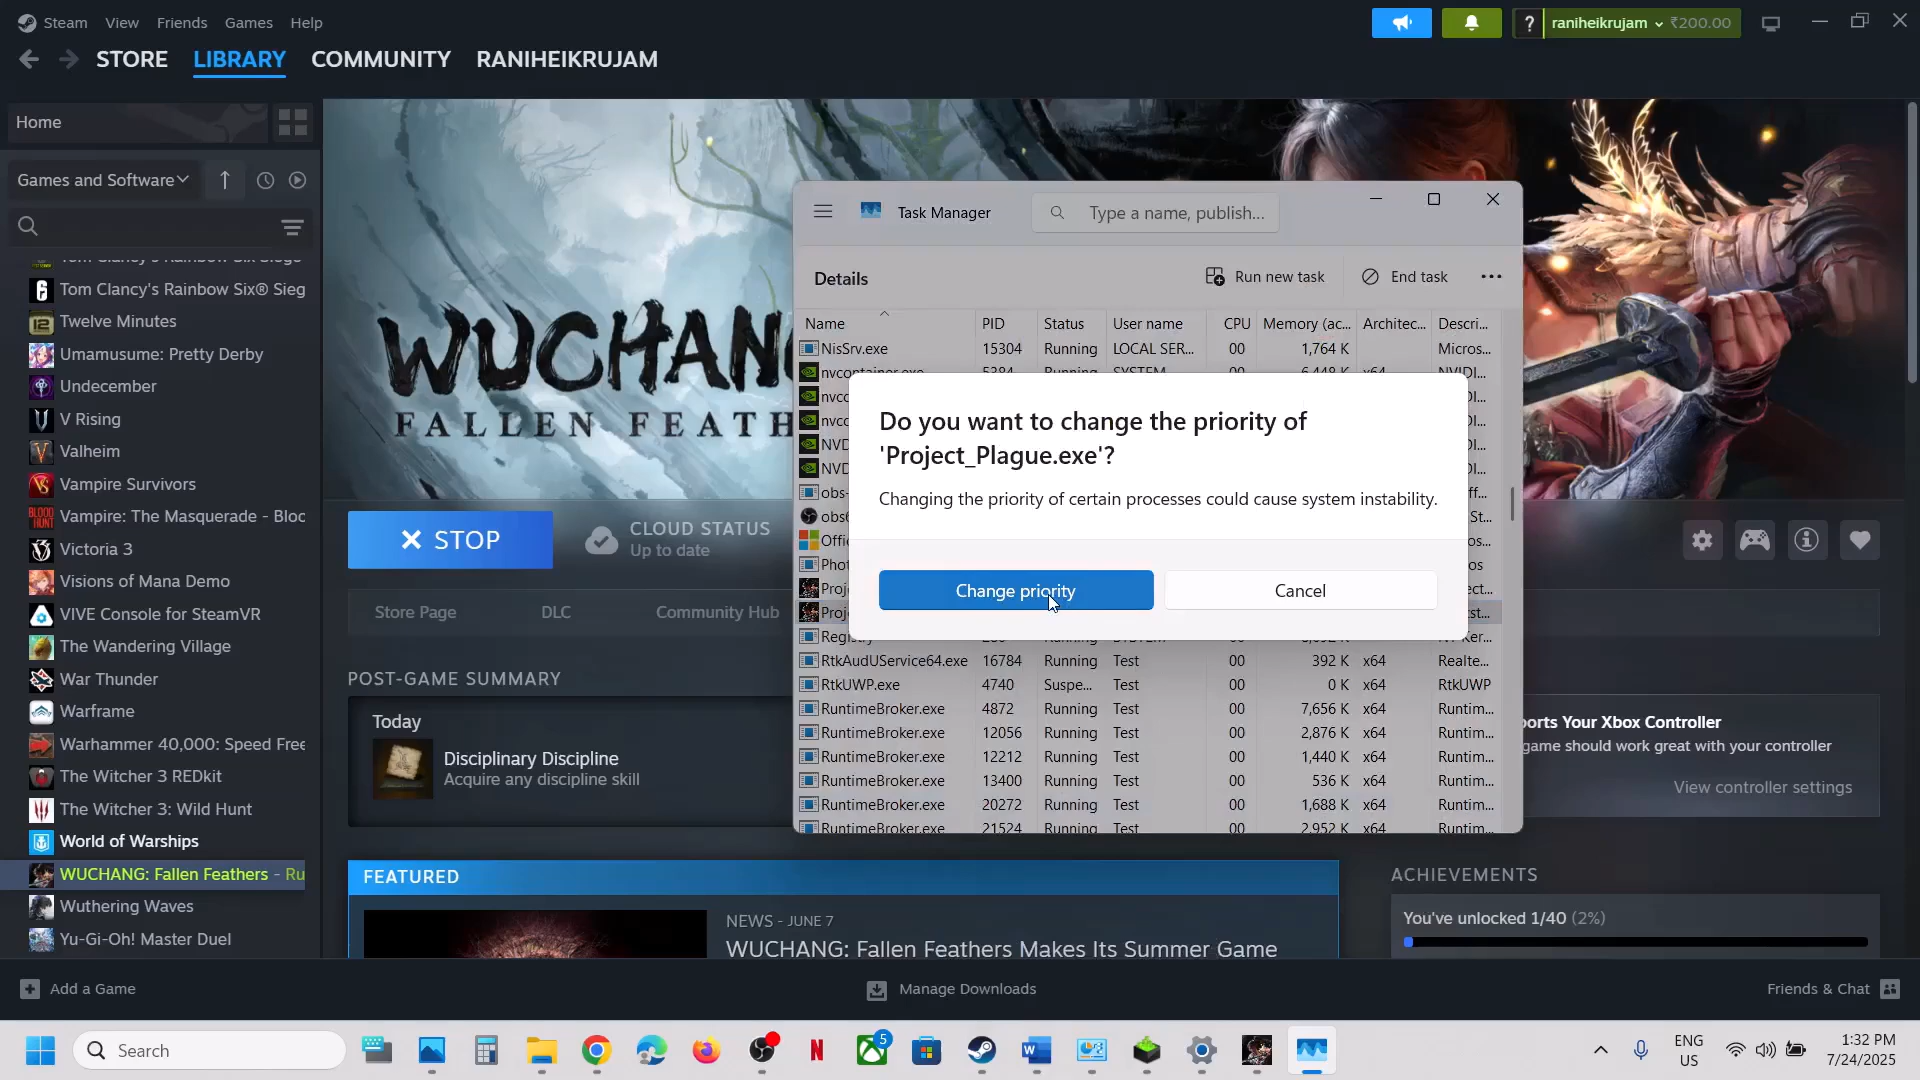 Steam View Friends Games Help
? raniheikrujam ₹200.00
STORE LIBRARY COMMUNITY RANIHEIKRUJAM
Home
Games and Software
Tom Clancy's Rainbow Six® Sieg
Twelve Minutes
Umamusume: Pretty Derby
Undecember
V Rising
Valheim
Vampire Survivors
Vampire: The Masquerade - Bloc
Victoria 3
Visions of Mana Demo
VIVE Console for SteamVR
The Wandering Village
War Thunder
Warframe
Warhammer 40,000: Speed Free
The Witcher 3 REDkit
The Witcher 3: Wild Hunt
World of Warships
WUCHANG: Fallen Feathers - Ru
Wuthering Waves
Yu-Gi-Oh! Master Duel
Add a Game
WUCHANG
FALLEN FEATH
STOP
CLOUD STATUS
Up to date
Store Page DLC Community Hub
POST-GAME SUMMARY
Today
Disciplinary Discipline
Acquire any discipline skill
FEATURED
NEWS - JUNE 7
WUCHANG: Fallen Feathers Makes Its Summer Game
ports Your Xbox Controller
game should work great with your controller
View controller settings
ACHIEVEMENTS
You've unlocked 1/40 (2%)
Manage Downloads
Friends & Chat
Task Manager
Type a name, publish...
Details
Run new task
End task
Name PID Status User name CPU Memory (ac... Architec... Descri...
NisSrv.exe 15304 Running LOCAL SER... 00 1,764 K Micros...
Do you want to change the priority of
'Project_Plague.exe'?
Changing the priority of certain processes could cause system instability.
Change priority
Cancel
RtkAudUService64.exe 16784 Running Test 00 392 K x64 Realte...
RtkUWP.exe 4740 Suspe... Test 00 0 K x64 RtkUWP
RuntimeBroker.exe 4872 Running Test 00 7,656 K x64 Runtim...
RuntimeBroker.exe 12056 Running Test 00 2,876 K x64 Runtim...
RuntimeBroker.exe 12212 Running Test 00 1,440 K x64 Runtim...
RuntimeBroker.exe 13400 Running Test 00 536 K x64 Runtim...
RuntimeBroker.exe 20272 Running Test 00 1,688 K x64 Runtim...
RuntimeBroker.exe 21524 Running Test 00 2,952 K x64 Runtim...
Search
5
ENG
US
1:32 PM
7/24/2025